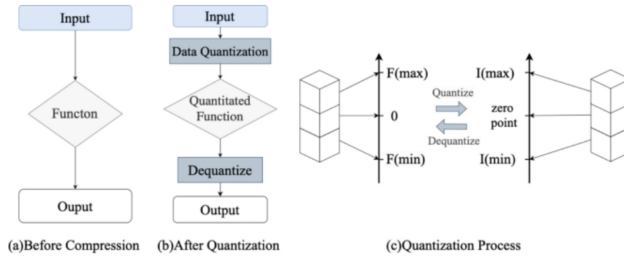 Input
Functon
Ouput
(a)Before Compression
Input
Data Quantization
Quantitated
Function
Dequantize
Output
(b)After Quantization
F(max)
0
F(min)
Quantize
Dequantize
I(max)
zero
point
I(min)
(c)Quantization Process